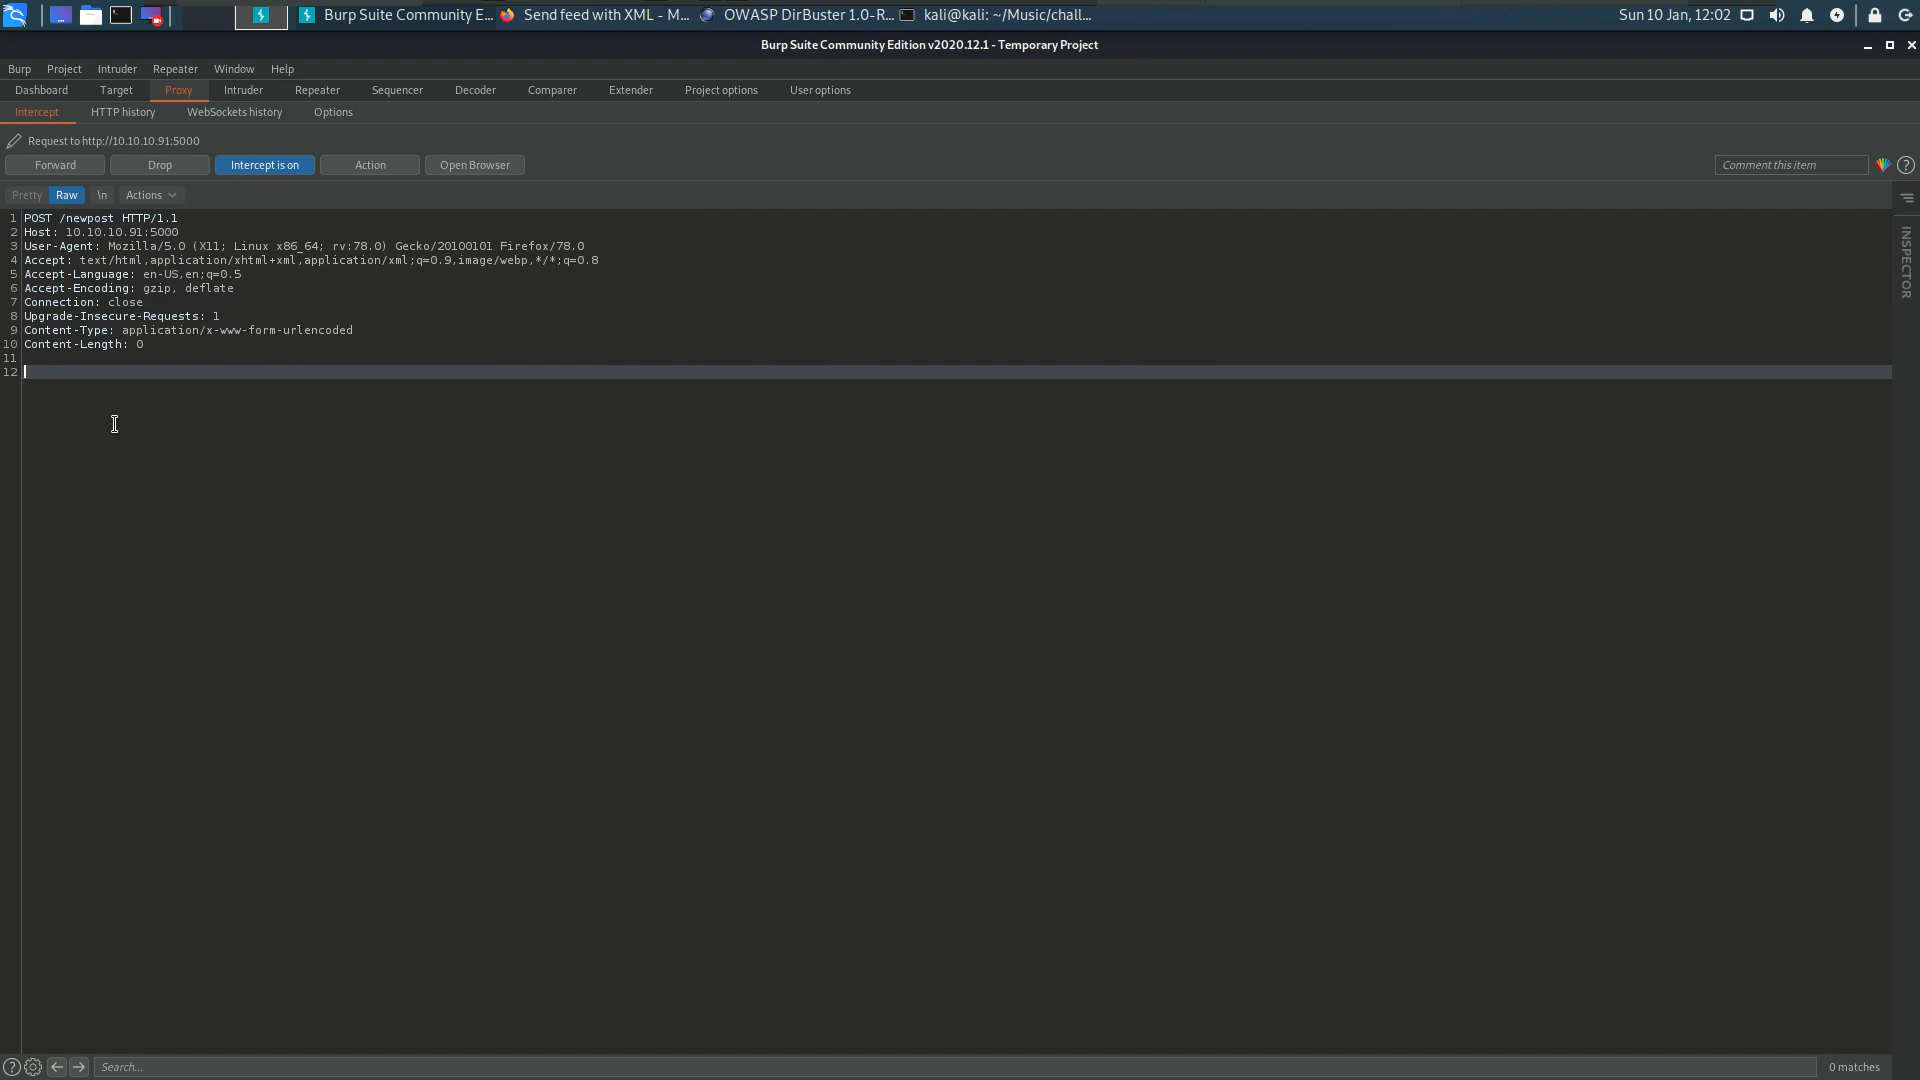 Burp Suite Community E... Send feed with XML - M... OWASP DirBuster 1.0-R... kali@kali: ~/Music/chall... Sun 10 Jan, 12:02
Burp Suite Community Edition v2020.12.1 - Temporary Project
Burp Project Intruder Repeater Window Help
Dashboard Target Proxy Intruder Repeater Sequencer Decoder Comparer Extender Project options User options
Intercept HTTP history WebSockets history Options
Request to http://10.10.10.91:5000
Forward Drop Intercept is on Action Open Browser Comment this item ?
Pretty Raw \n Actions
1 POST /newpost HTTP/1.1
2 Host: 10.10.10.91:5000
3 User-Agent: Mozilla/5.0 (X11; Linux x86_64; rv:78.0) Gecko/20100101 Firefox/78.0
4 Accept: text/html,application/xhtml+xml,application/xml;q=0.9,image/webp,*/*;q=0.8
5 Accept-Language: en-US,en;q=0.5
6 Accept-Encoding: gzip, deflate
7 Connection: close
8 Upgrade-Insecure-Requests: 1
9 Content-Type: application/x-www-form-urlencoded
10 Content-Length: 0
11
12
INSPECTOR
? Search... 0 matches